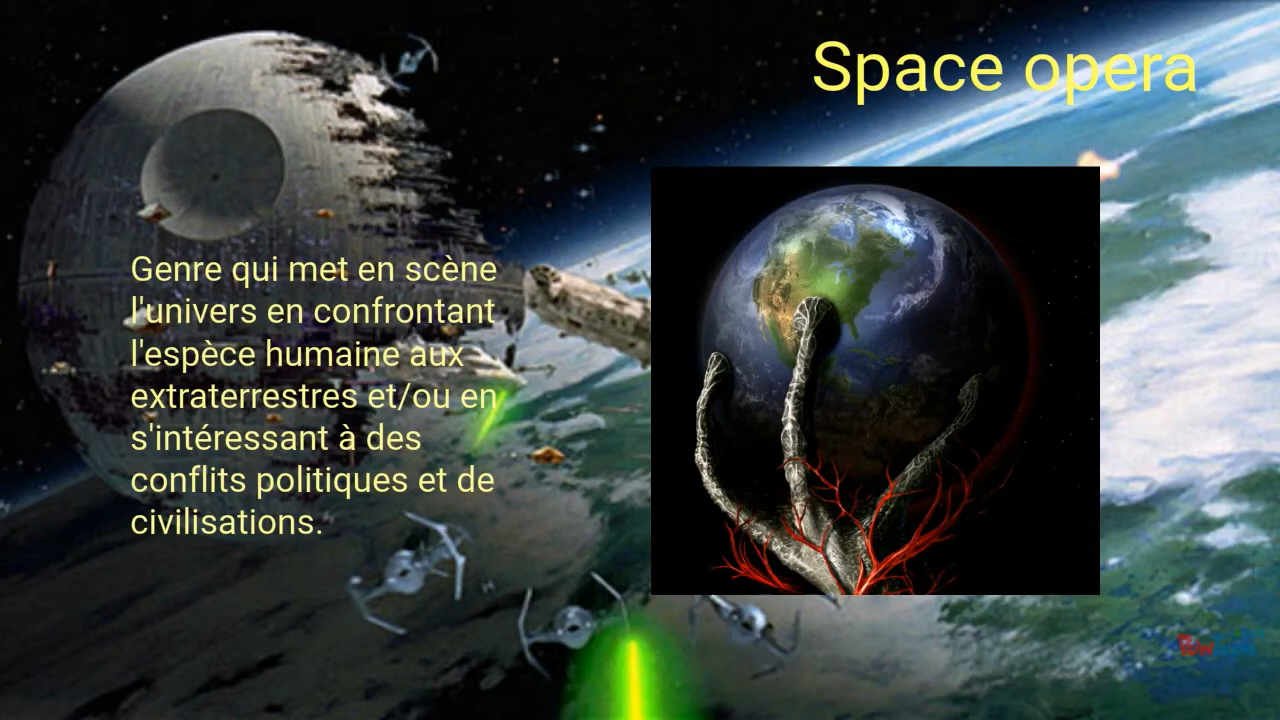 Space opera
Genre qui met en scène
l'univers en confrontant
l'espèce humaine aux
extraterrestres et/ou en
s'intéressant à des
conflits politiques et de
civilisations.